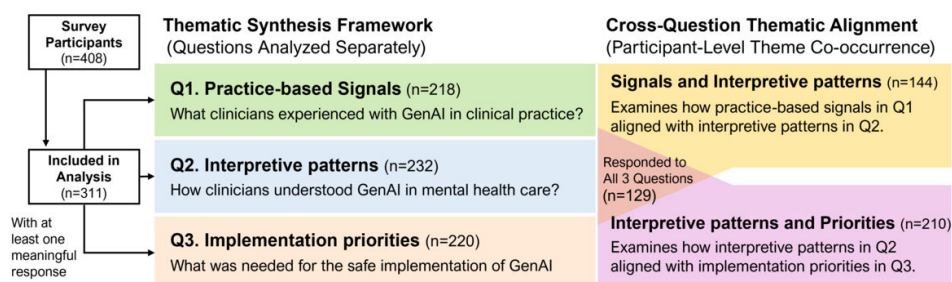 Survey
Participants
(n=408)
Included in
Analysis
(n=311)
With at
least one
meaningful
response
Thematic Synthesis Framework
(Questions Analyzed Separately)
Q1. Practice-based Signals (n=218)
What clinicians experienced with GenAI in clinical practice?
Q2. Interpretive patterns (n=232)
How clinicians understood GenAI in mental health care?
Q3. Implementation priorities (n=220)
What was needed for the safe implementation of GenAI
Cross-Question Thematic Alignment
(Participant-Level Theme Co-occurrence)
Signals and Interpretive patterns (n=144)
Examines how practice-based signals in Q1
aligned with interpretive patterns in Q2.
Responded to
All 3 Questions
(n=129)
Interpretive patterns and Priorities (n=210)
Examines how interpretive patterns in Q2
aligned with implementation priorities in Q3.